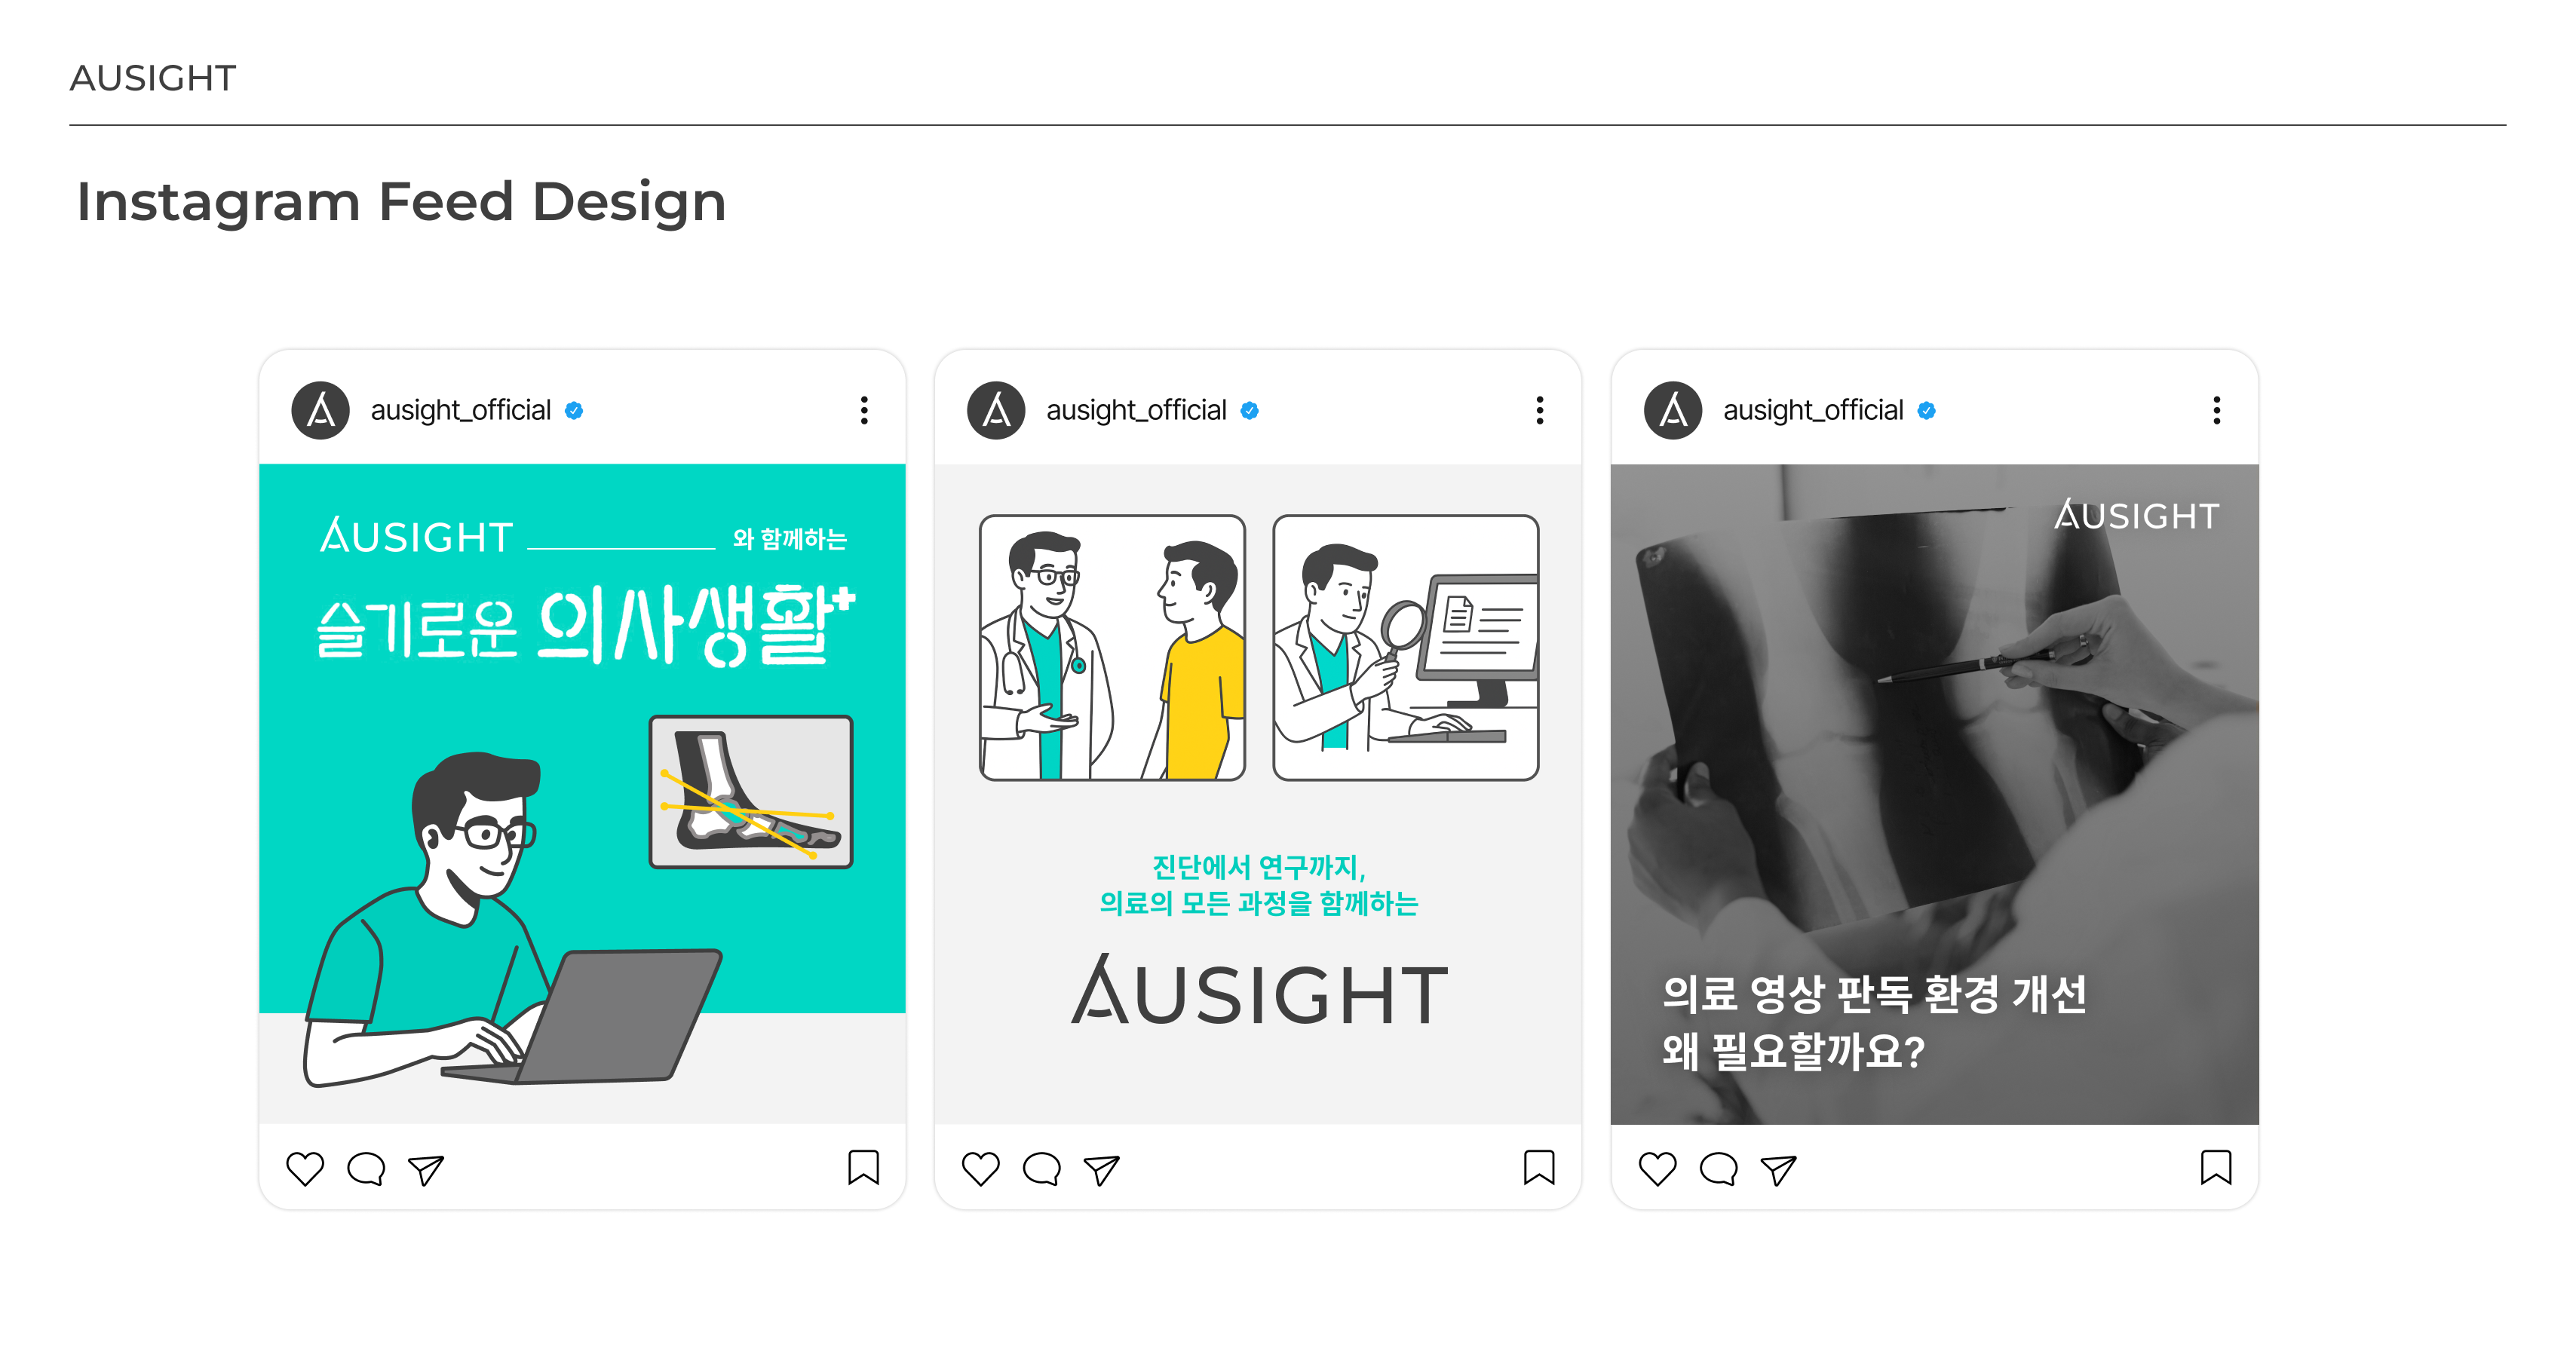 AUSIGHT
Instagram Feed Design
ausight_official
AUSIGHT 와 함께하는
슬기로운 의사생활+
ausight_official
진단에서 연구까지,
의료의 모든 과정을 함께하는
AUSIGHT
ausight_official
AUSIGHT
의료 영상 판독 환경 개선
왜 필요할까요?